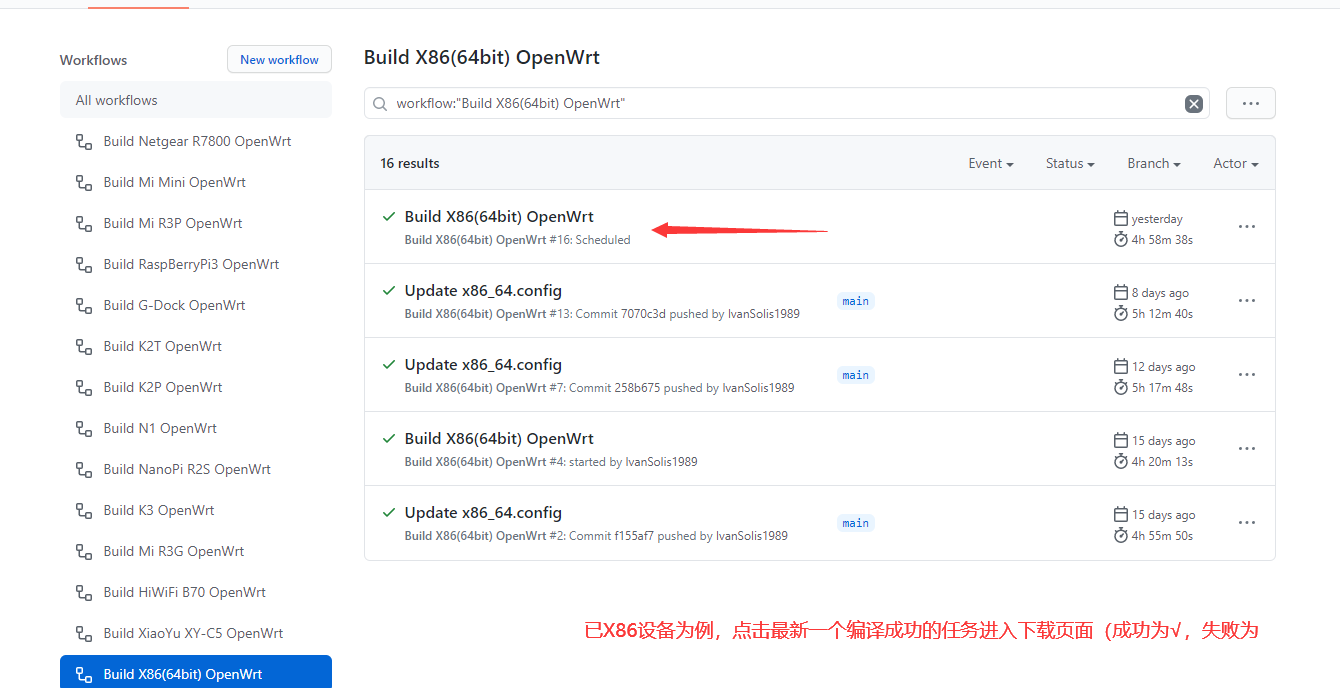 Workflows
New workflow
All workflows
Build Netgear R7800 OpenWrt
Build Mi Mini OpenWrt
Build Mi R3P OpenWrt
Build RaspBerryPi3 OpenWrt
Build G-Dock OpenWrt
Build K2T OpenWrt
Build K2P OpenWrt
Build N1 OpenWrt
Build NanoPi R2S OpenWrt
Build K3 OpenWrt
Build Mi R3G OpenWrt
Build HiWiFi B70 OpenWrt
Build XiaoYu XY-C5 OpenWrt
Build X86(64bit) OpenWrt
Build X86(64bit) OpenWrt
workflow:"Build X86(64bit) OpenWrt"
16 results
Event
Status
Branch
Actor
Build X86(64bit) OpenWrt
Build X86(64bit) OpenWrt #16: Scheduled
yesterday
4h 58m 38s
Update x86_64.config
Build X86(64bit) OpenWrt #13: Commit 7070c3d pushed by IvanSolis1989
main
8 days ago
5h 12m 40s
Update x86_64.config
Build X86(64bit) OpenWrt #7: Commit 258b675 pushed by IvanSolis1989
main
12 days ago
5h 17m 48s
Build X86(64bit) OpenWrt
Build X86(64bit) OpenWrt #4: started by IvanSolis1989
15 days ago
4h 20m 13s
Update x86_64.config
Build X86(64bit) OpenWrt #2: Commit f155af7 pushed by IvanSolis1989
main
15 days ago
4h 55m 50s
已X86设备为例，点击最新一个编译成功的任务进入下载页面（成功为√，失败为